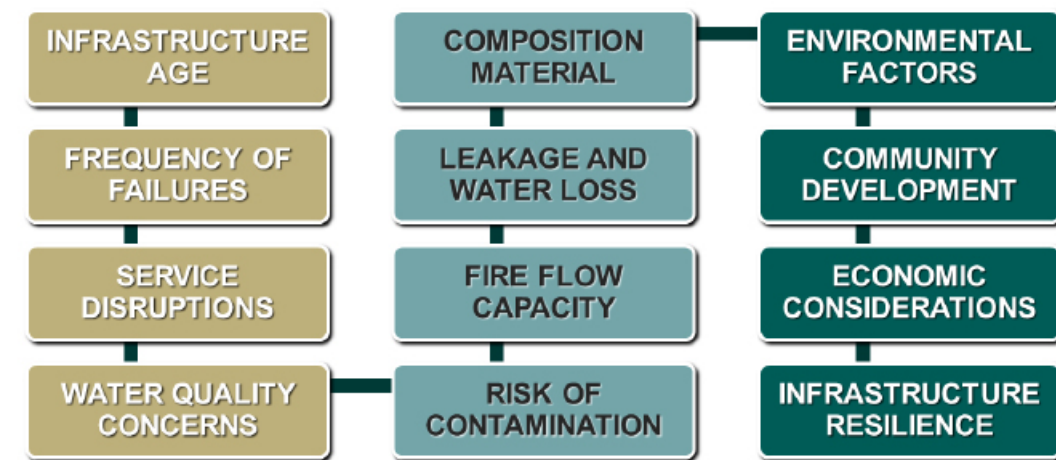 INFRASTRUCTURE
AGE
FREQUENCY OF
FAILURES
SERVICE
DISRUPTIONS
WATER QUALITY
CONCERNS
COMPOSITION
MATERIAL
LEAKAGE AND
WATER LOSS
FIRE FLOW
CAPACITY
RISK OF
CONTAMINATION
ENVIRONMENTAL
FACTORS
COMMUNITY
DEVELOPMENT
ECONOMIC
CONSIDERATIONS
INFRASTRUCTURE
RESILIENCE